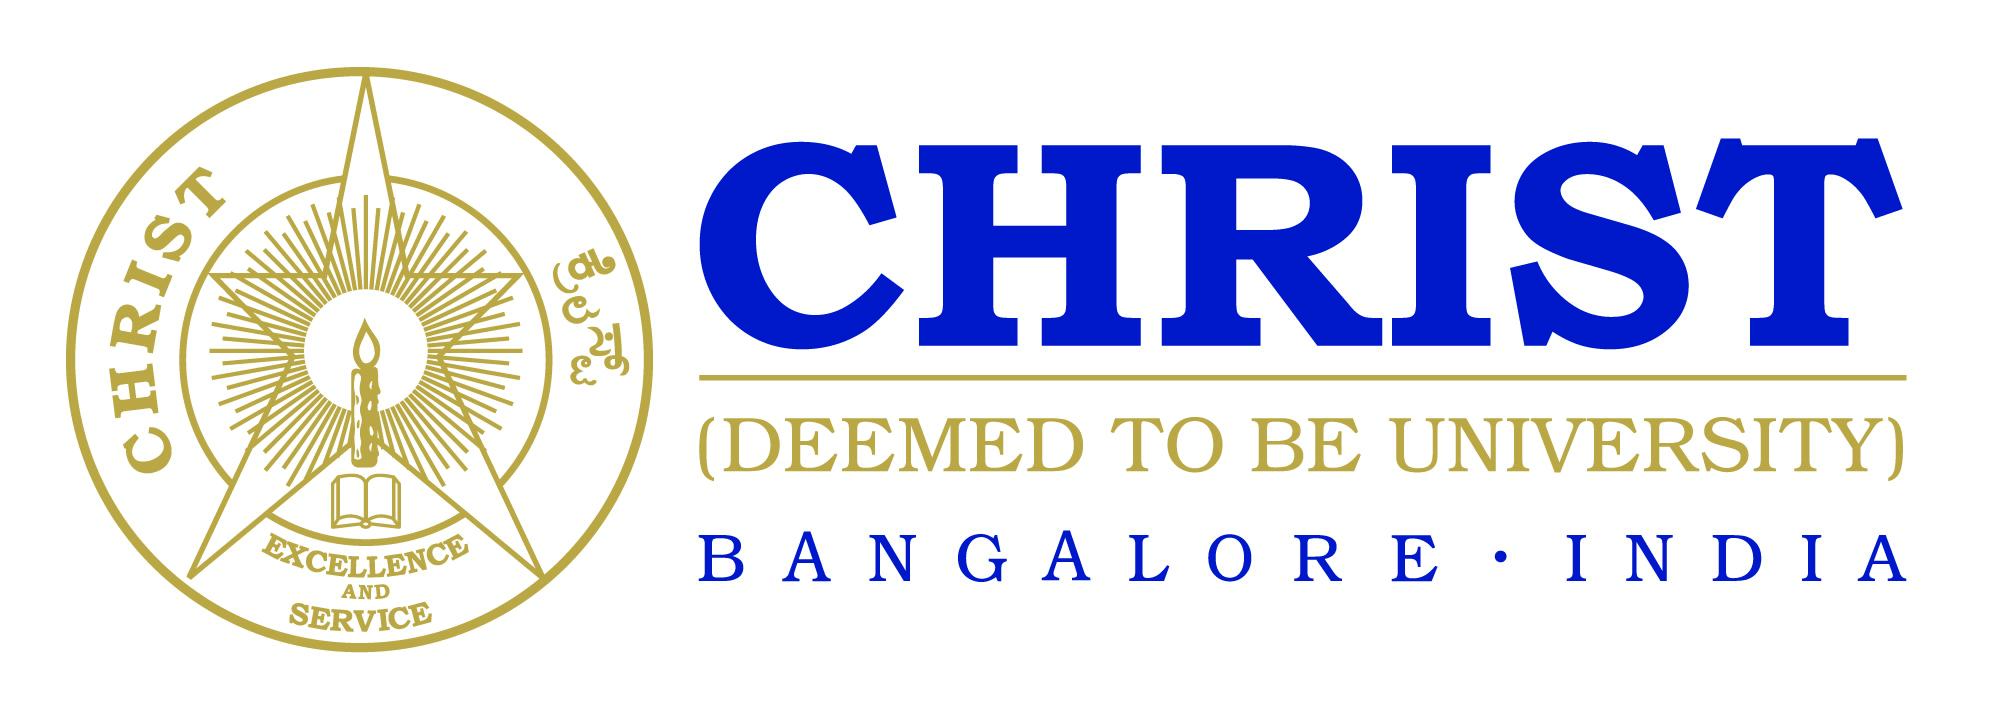 CHRIST
ಕ್ರೈಸ್ಟ್
EXCELLENCE
AND
SERVICE
CHRIST
(DEEMED TO BE UNIVERSITY)
BANGALORE · INDIA